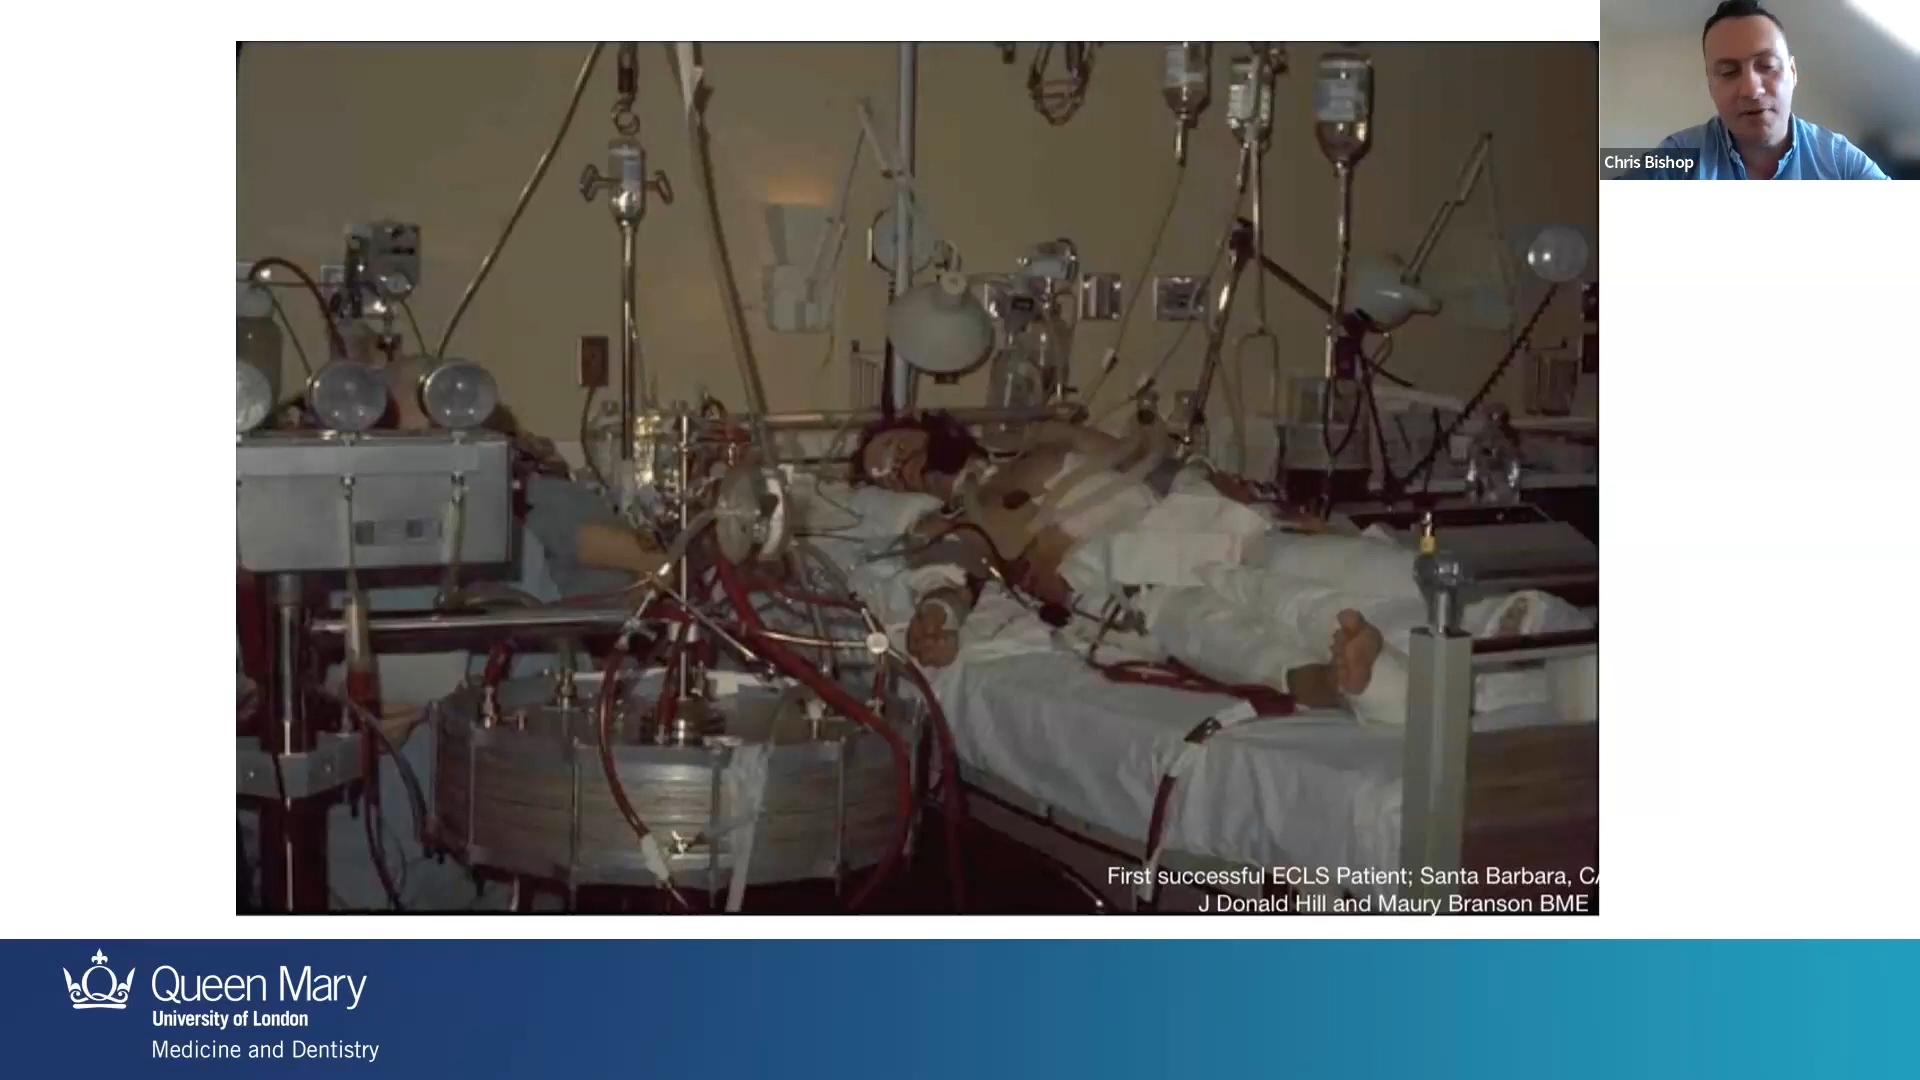 Chris Bishop
First successful ECLS Patient; Santa Barbara, CA
J Donald Hill and Maury Branson BME
Queen Mary
University of London
Medicine and Dentistry